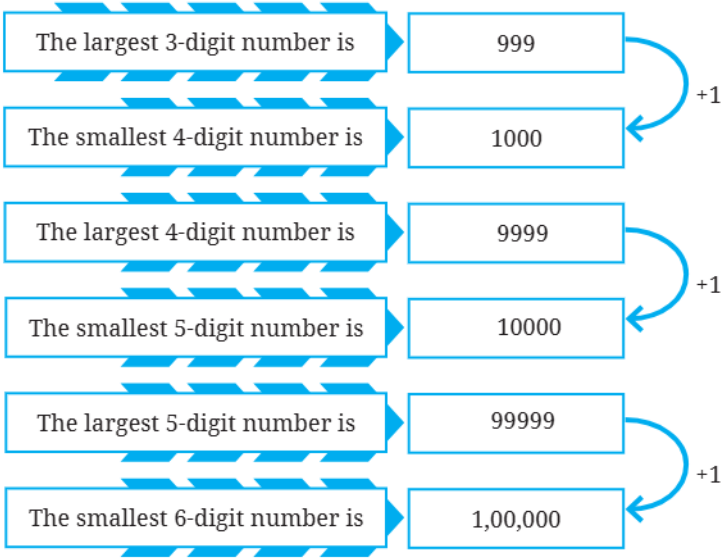 The largest 3-digit number is 999
+1
The smallest 4-digit number is 1000
The largest 4-digit number is 9999
+1
The smallest 5-digit number is 10000
The largest 5-digit number is 99999
+1
The smallest 6-digit number is 1,00,000